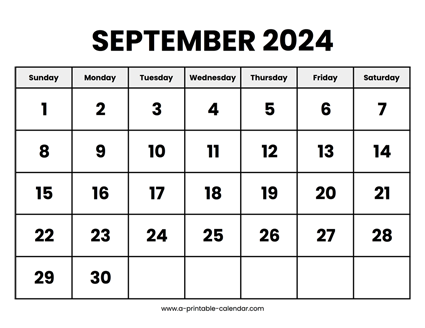 SEPTEMBER 2024
Sunday Monday Tuesday Wednesday Thursday Friday Saturday
1 2 3 4 5 6 7
8 9 10 11 12 13 14
15 16 17 18 19 20 21
22 23 24 25 26 27 28
29 30
www.a-printable-calendar.com